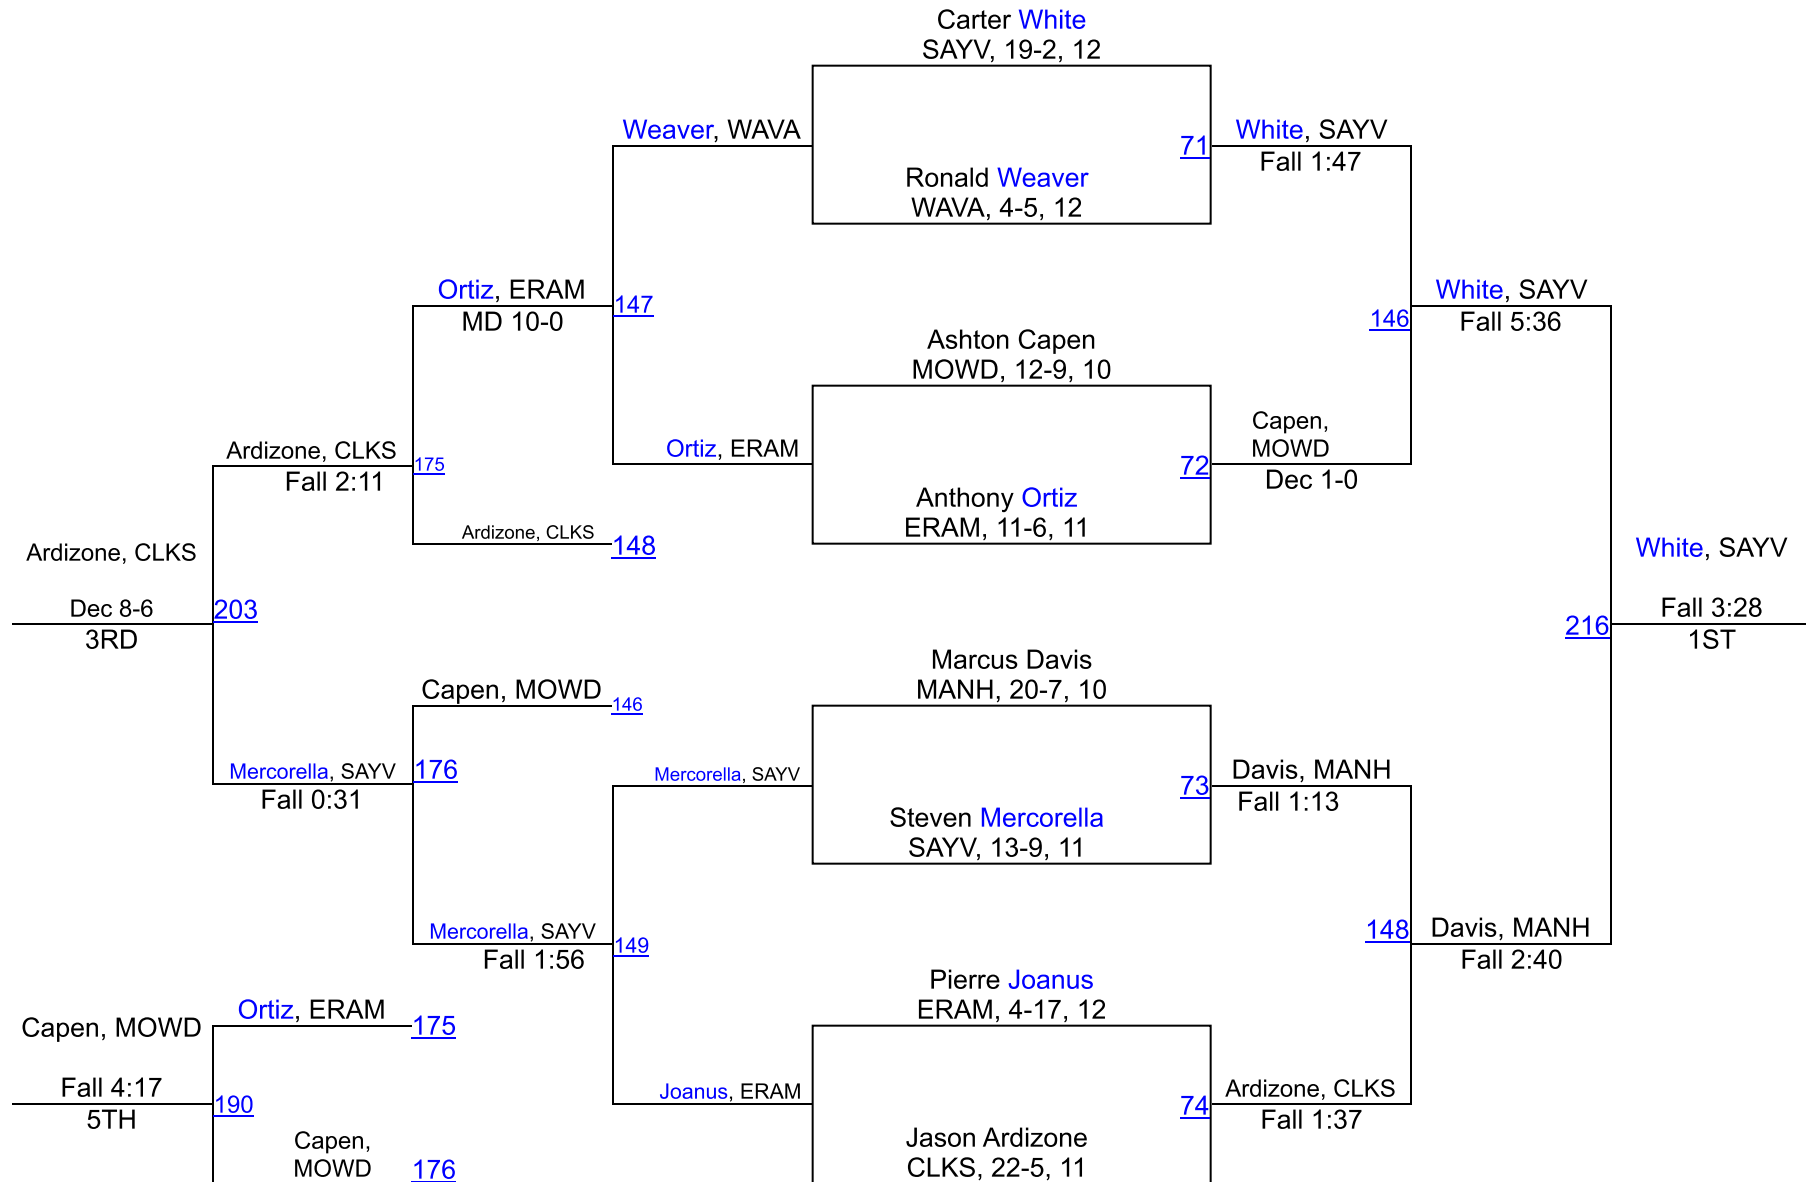 Carter White
SAYV, 19-2, 12
Weaver, WAVA
71
White, SAYV
Fall 1:47
Ronald Weaver
WAVA, 4-5, 12
Ortiz, ERAM
MD 10-0
147
White, SAYV
Fall 5:36
146
Ashton Capen
MOWD, 12-9, 10
Ardizone, CLKS
Fall 2:11
175
Ortiz, ERAM
72
Capen,
MOWD
Dec 1-0
Anthony Ortiz
ERAM, 11-6, 11
Ardizone, CLKS
148
Ardizone, CLKS
Dec 8-6
3RD
203
White, SAYV
Fall 3:28
1ST
216
Marcus Davis
MANH, 20-7, 10
Capen, MOWD
146
Mercorella, SAYV
Fall 0:31
176
Mercorella, SAYV
73
Davis, MANH
Fall 1:13
Steven Mercorella
SAYV, 13-9, 11
Mercorella, SAYV
Fall 1:56
149
148
Davis, MANH
Fall 2:40
Pierre Joanus
ERAM, 4-17, 12
Ortiz, ERAM
175
Capen, MOWD
Fall 4:17
5TH
190
Joanus, ERAM
74
Ardizone, CLKS
Fall 1:37
Jason Ardizone
CLKS, 22-5, 11
Capen,
MOWD
176